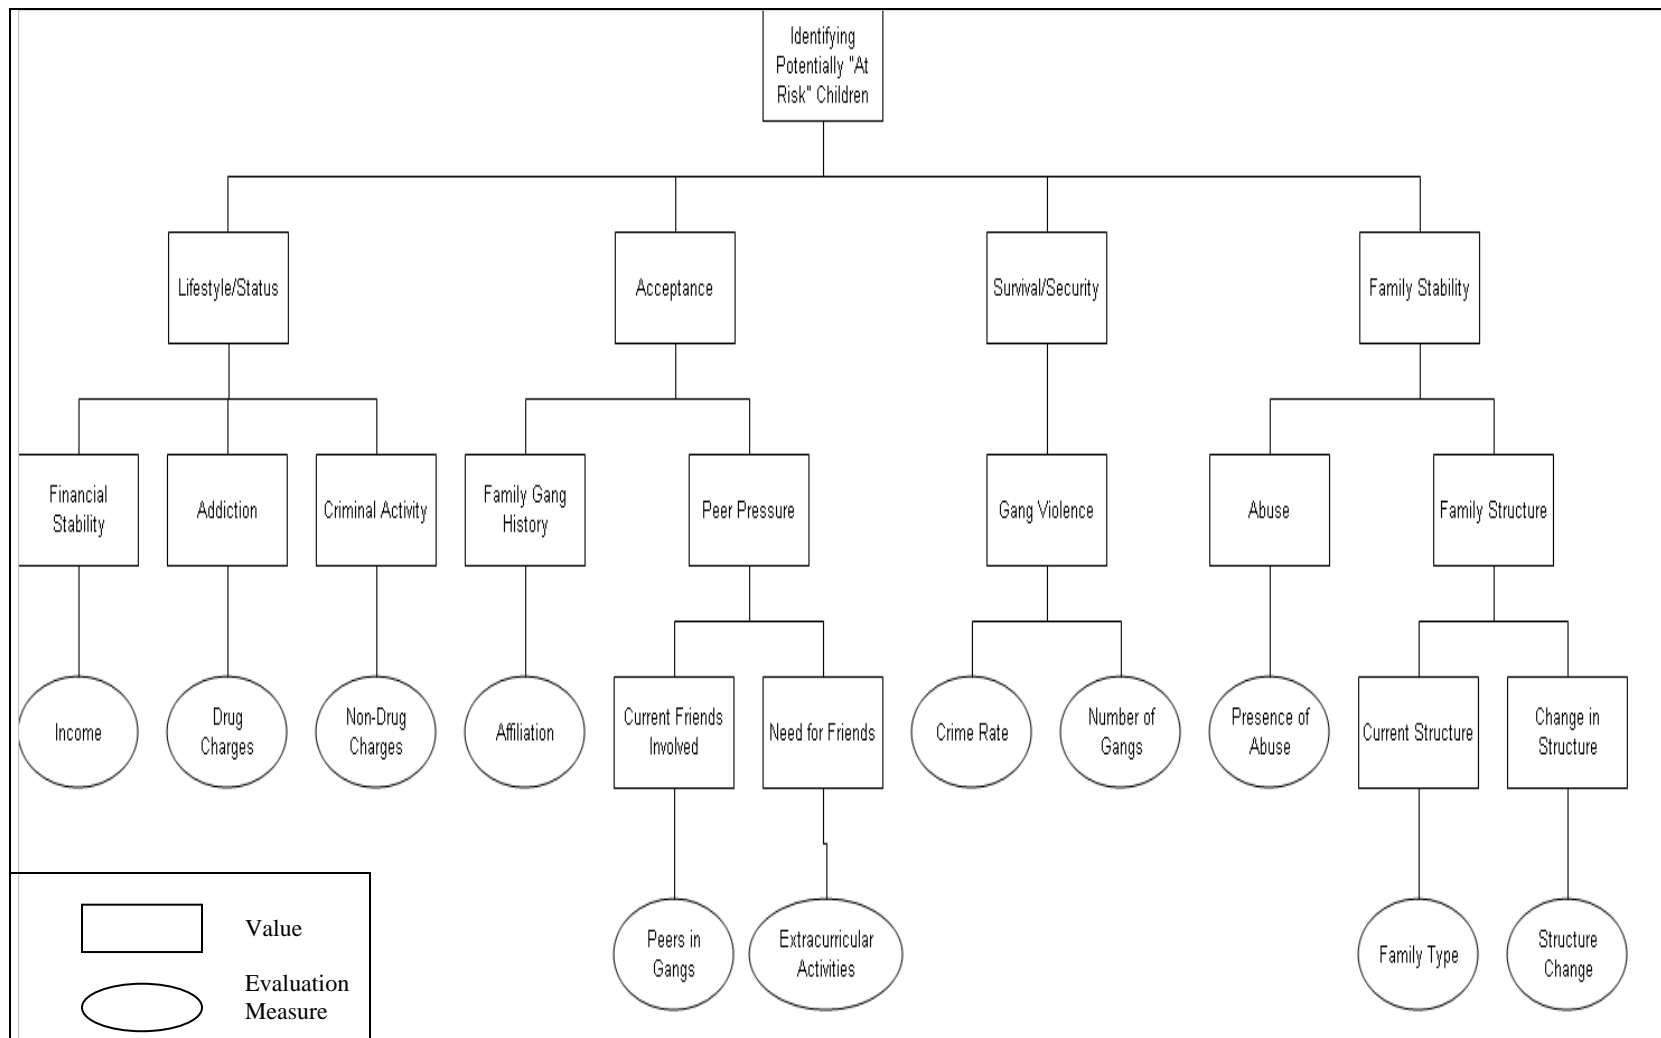 Identifying
Potentially "At
Risk" Children
Lifestyle/Status
Acceptance
Survival/Security
Family Stability
Financial
Stability
Addiction
Criminal Activity
Family Gang
History
Peer Pressure
Gang Violence
Abuse
Family Structure
Income
Drug
Charges
Non-Drug
Charges
Affiliation
Current Friends
Involved
Need for Friends
Crime Rate
Number of
Gangs
Presence of
Abuse
Current Structure
Change in
Structure
Peers in
Gangs
Extracurricular
Activities
Family Type
Structure
Change
Value
Evaluation
Measure